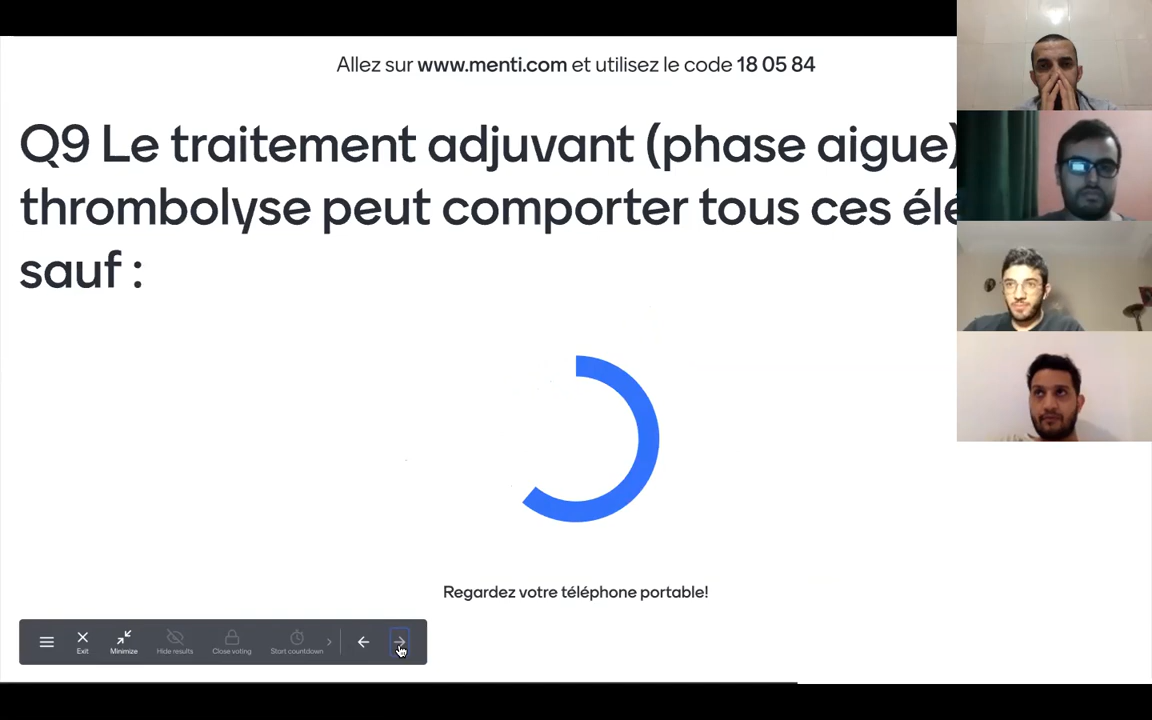 Allez sur www.menti.com et utilisez le code 18 05 84
Q9 Le traitement adjuvant (phase aigue)
thrombolyse peut comporter tous ces
sauf :
Regardez votre téléphone portable!
Exit
Minimize
Hide results
Close voting
Start countdown